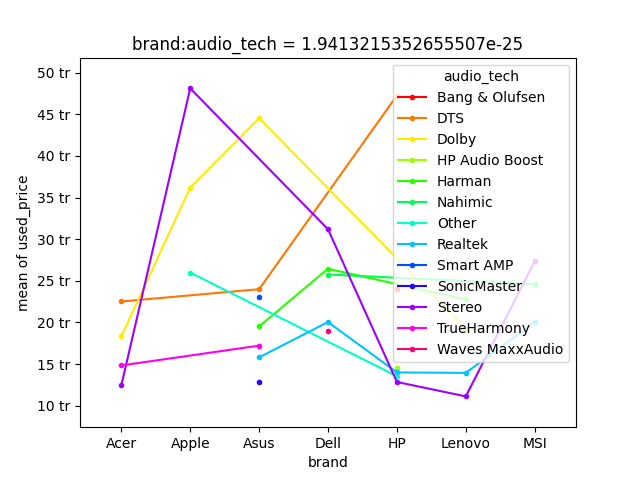 brand:audio_tech = 1.9413215352655507e-25
mean of used_price
50 tr
45 tr
40 tr
35 tr
30 tr
25 tr
20 tr
15 tr
10 tr
audio_tech
Bang & Olufsen
DTS
Dolby
HP Audio Boost
Harman
Nahimic
Other
Realtek
Smart AMP
SonicMaster
Stereo
TrueHarmony
Waves MaxxAudio
Acer Apple Asus Dell HP Lenovo MSI
brand